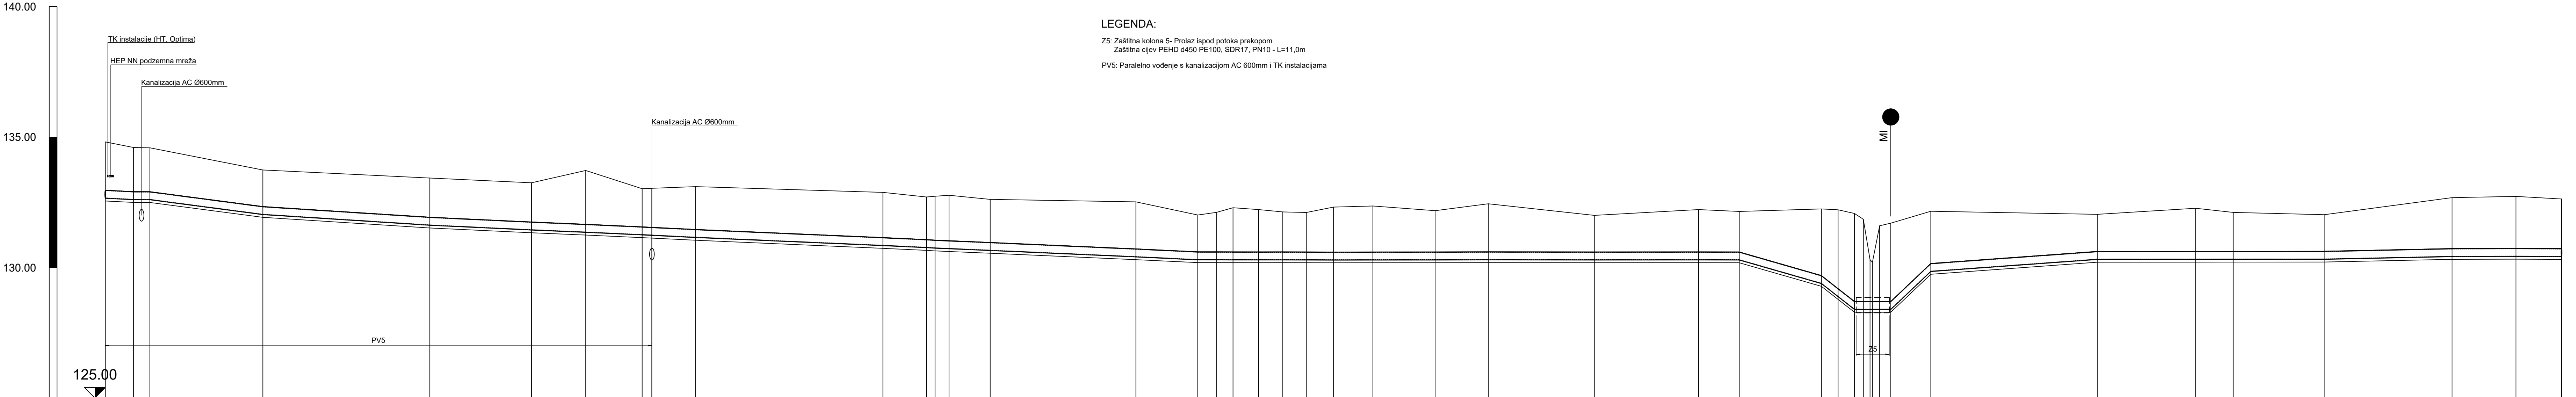 140.00
LEGENDA:
TK instalacije (HT, Optima)
Z5: Zaštitna kolona 5- Prolaz ispod potoka prekopom
Zaštitna cijev PEHD d450 PE100, SDR17, PN10 - L=11,0m
HEP NN podzemna mreža
PV5: Paralelno vođenje s kanalizacijom AC 600mm i TK instalacijama
Kanalizacija AC Ø600mm
Kanalizacija AC Ø600mm
135.00
MI
130.00
PV5
Z5
125.00